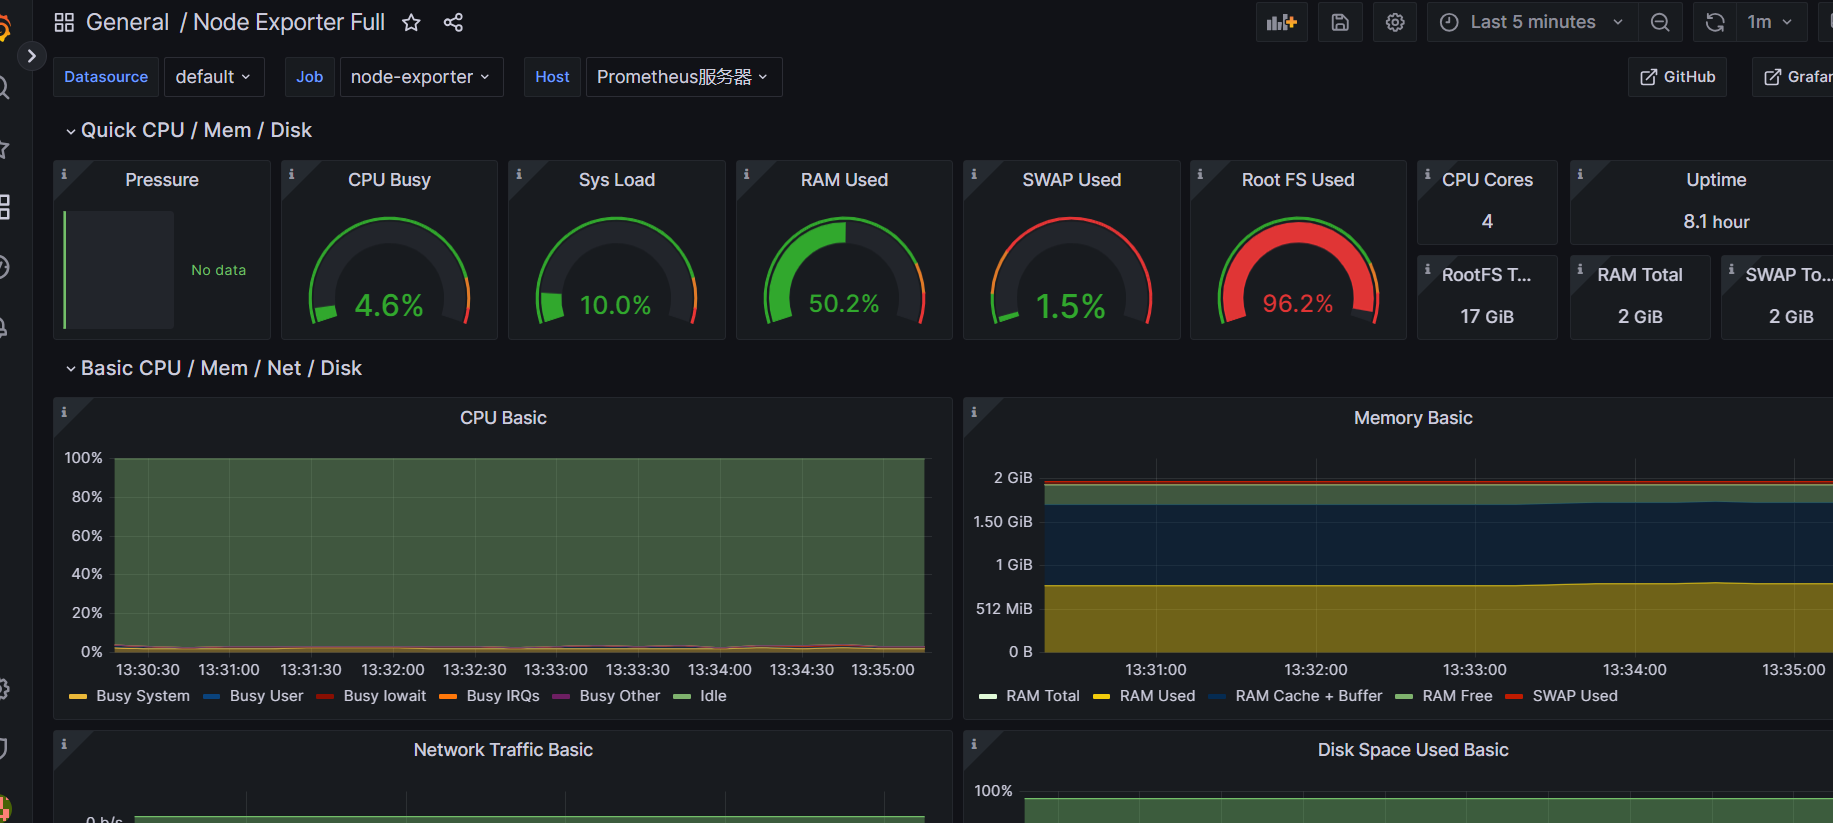 General / Node Exporter Full
Last 5 minutes
1m
Datasource default
Job node-exporter
Host Prometheus服务器
GitHub
Quick CPU / Mem / Disk
Pressure
No data
CPU Busy
4.6%
Sys Load
10.0%
RAM Used
50.2%
SWAP Used
1.5%
Root FS Used
96.2%
CPU Cores
4
Uptime
8.1 hour
RootFS T...
17 GiB
RAM Total
2 GiB
SWAP To...
2 GiB
Basic CPU / Mem / Net / Disk
CPU Basic
100%
80%
60%
40%
20%
0%
13:30:30 13:31:00 13:31:30 13:32:00 13:32:30 13:33:00 13:33:30 13:34:00 13:34:30 13:35:00
Busy System Busy User Busy Iowait Busy IRQs Busy Other Idle
Memory Basic
2 GiB
1.50 GiB
1 GiB
512 MiB
0 B
13:31:00 13:32:00 13:33:00 13:34:00 13:35:00
RAM Total RAM Used RAM Cache + Buffer RAM Free SWAP Used
Network Traffic Basic
0 b/s
Disk Space Used Basic
100%